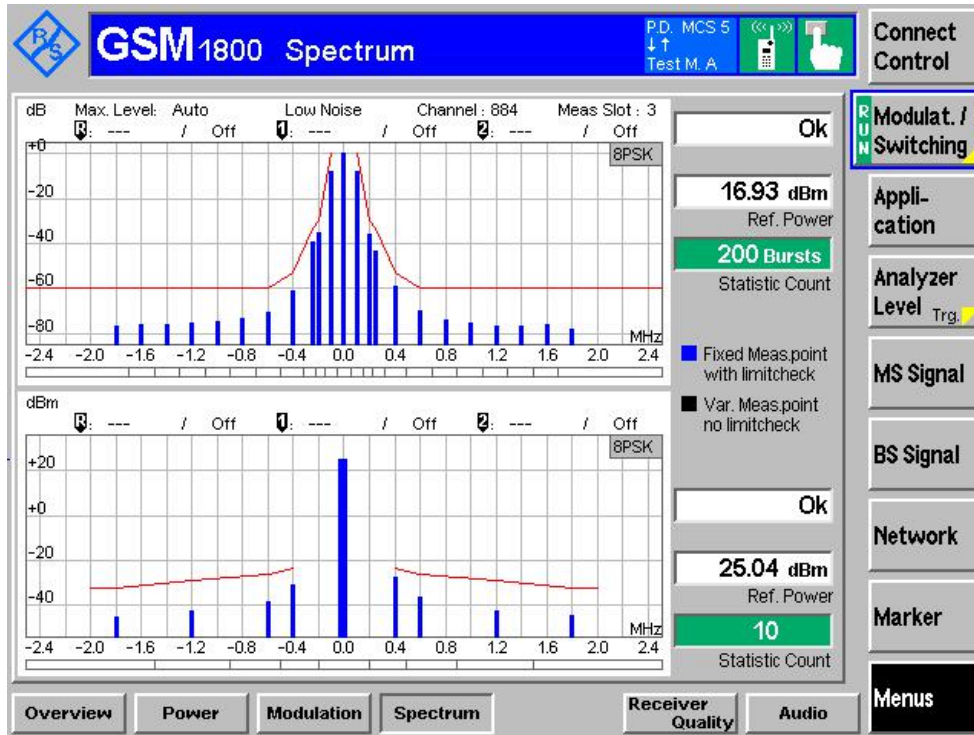 R&S
GSM 1800 Spectrum
P.D. MCS 5
↓↑
Test M. A
Connect Control
dB Max. Level: Auto Low Noise Channel : 884 Meas Slot : 3
R: --- / Off 1: --- / Off 2: --- / Off
8PSK
+0
-20
-40
-60
-80
MHz
-2.4 -2.0 -1.6 -1.2 -0.8 -0.4 0.0 0.4 0.8 1.2 1.6 2.0 2.4
Ok
16.93 dBm
Ref. Power
200 Bursts
Statistic Count
Fixed Meas.point
with limitcheck
Var. Meas.point
no limitcheck
dBm
R: --- / Off 1: --- / Off 2: --- / Off
8PSK
+20
+0
-20
-40
MHz
-2.4 -2.0 -1.6 -1.2 -0.8 -0.4 0.0 0.4 0.8 1.2 1.6 2.0 2.4
Ok
25.04 dBm
Ref. Power
10
Statistic Count
RUN
Modulat. /
Switching
Appli-
cation
Analyzer
Level Trg.
MS Signal
BS Signal
Network
Marker
Menus
Overview Power Modulation Spectrum Receiver Quality Audio